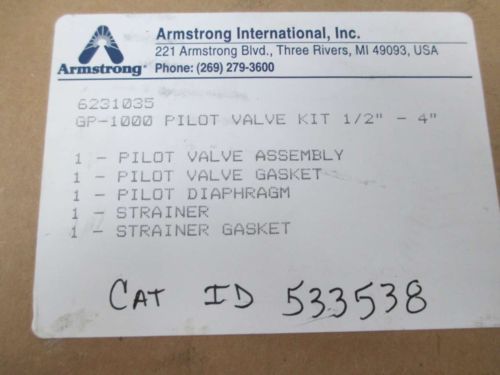 Armstrong®
Armstrong International, Inc.
221 Armstrong Blvd., Three Rivers, MI 49093, USA
Phone: (269) 279-3600
6231035
GP-1000 PILOT VALVE KIT 1/2" - 4"
1 - PILOT VALVE ASSEMBLY
1 - PILOT VALVE GASKET
1 - PILOT DIAPHRAGM
1 - STRAINER
1 - STRAINER GASKET
CAT ID 533538